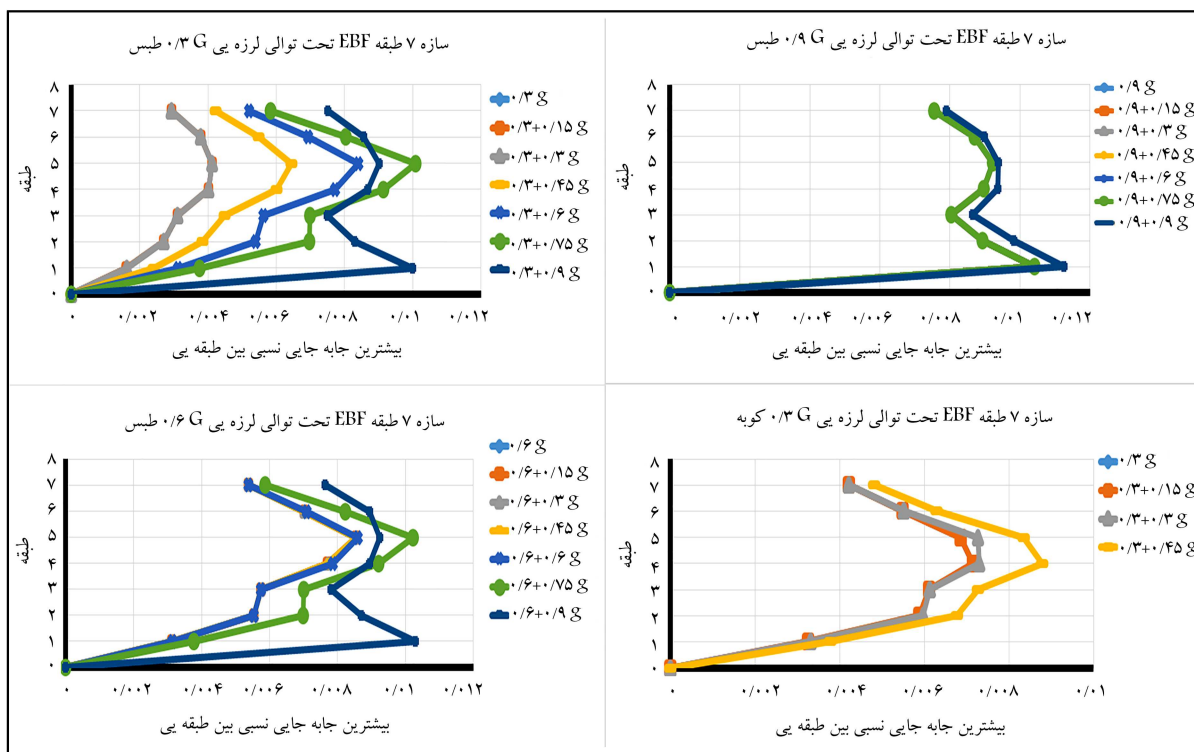 سازه ۷ طبقه EBF تحت توالی لرزه یی ۰/۳ G طبس
۸
۷
۶
۵
۴
۳
۲
۱
۰
طبقه
۰ ۰/۰۰۲ ۰/۰۰۴ ۰/۰۰۶ ۰/۰۰۸ ۰/۰۱ ۰/۰۱۲
بیشترین جابه جایی نسبی بین طبقه یی
۰/۳ g
۰/۳+۰/۱۵ g
۰/۳+۰/۳ g
۰/۳+۰/۴۵ g
۰/۳+۰/۶ g
۰/۳+۰/۷۵ g
۰/۳+۰/۹ g
سازه ۷ طبقه EBF تحت توالی لرزه یی ۰/۹ G طبس
۸
۷
۶
۵
۴
۳
۲
۱
۰
طبقه
۰ ۰/۰۰۲ ۰/۰۰۴ ۰/۰۰۶ ۰/۰۰۸ ۰/۰۱ ۰/۰۱۲
بیشترین جابه جایی نسبی بین طبقه یی
۰/۹ g
۰/۹+۰/۱۵ g
۰/۹+۰/۳ g
۰/۹+۰/۴۵ g
۰/۹+۰/۶ g
۰/۹+۰/۷۵ g
۰/۹+۰/۹ g
سازه ۷ طبقه EBF تحت توالی لرزه یی ۰/۶ G طبس
۸
۷
۶
۵
۴
۳
۲
۱
۰
طبقه
۰ ۰/۰۰۲ ۰/۰۰۴ ۰/۰۰۶ ۰/۰۰۸ ۰/۰۱ ۰/۰۱۲
بیشترین جابه جایی نسبی بین طبقه یی
۰/۶ g
۰/۶+۰/۱۵ g
۰/۶+۰/۳ g
۰/۶+۰/۴۵ g
۰/۶+۰/۶ g
۰/۶+۰/۷۵ g
۰/۶+۰/۹ g
سازه ۷ طبقه EBF تحت توالی لرزه یی ۰/۳ G کوبه
۸
۷
۶
۵
۴
۳
۲
۱
۰
طبقه
۰ ۰/۰۰۲ ۰/۰۰۴ ۰/۰۰۶ ۰/۰۰۸ ۰/۰۱
بیشترین جابه جایی نسبی بین طبقه یی
۰/۳ g
۰/۳+۰/۱۵ g
۰/۳+۰/۳ g
۰/۳+۰/۴۵ g